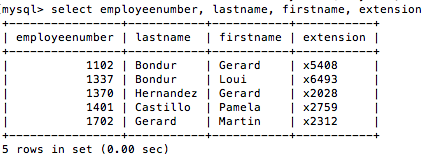 [mysql> select employeenumber, lastname, firstname, extension
+----------------+-----------+-----------+-----------+
| employeenumber | lastname  | firstname | extension |
+----------------+-----------+-----------+-----------+
|           1102 | Bondur    | Gerard    | x5408     |
|           1337 | Bondur    | Loui      | x6493     |
|           1370 | Hernandez | Gerard    | x2028     |
|           1401 | Castillo  | Pamela    | x2759     |
|           1702 | Gerard    | Martin    | x2312     |
+----------------+-----------+-----------+-----------+
5 rows in set (0.00 sec)